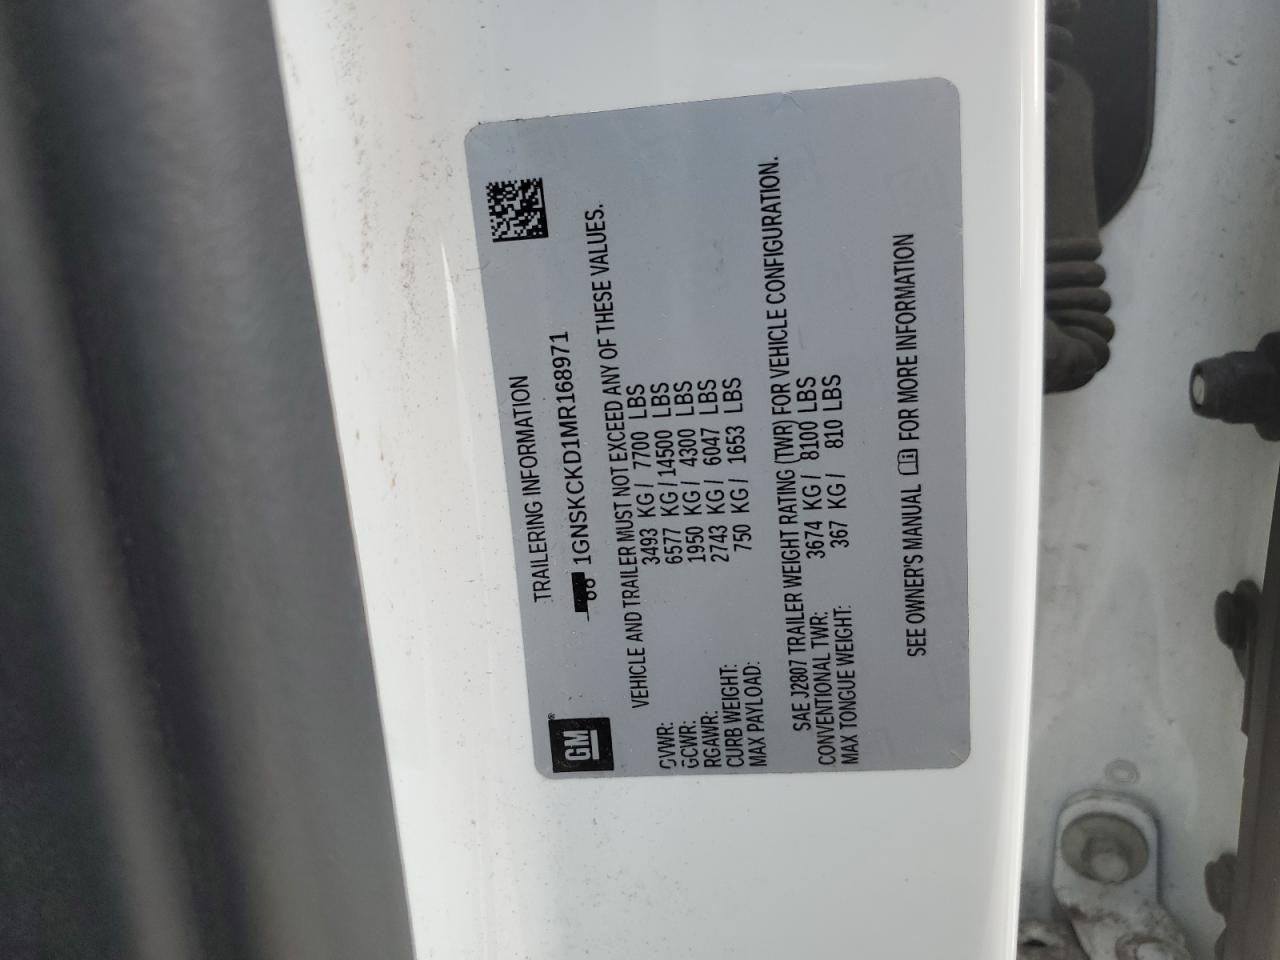 TRAILERING INFORMATION
GM® 1GNSKCKD1MR168971
VEHICLE AND TRAILER MUST NOT EXCEED ANY OF THESE VALUES.
GVWR: 3493 KG / 7700 LBS
GCWR: 6577 KG / 14500 LBS
RGAWR: 1950 KG / 4300 LBS
CURB WEIGHT: 2743 KG / 6047 LBS
MAX PAYLOAD: 750 KG / 1653 LBS
SAE J2807 TRAILER WEIGHT RATING (TWR) FOR VEHICLE CONFIGURATION.
CONVENTIONAL TWR: 3674 KG / 8100 LBS
MAX TONGUE WEIGHT: 367 KG / 810 LBS
SEE OWNER'S MANUAL FOR MORE INFORMATION